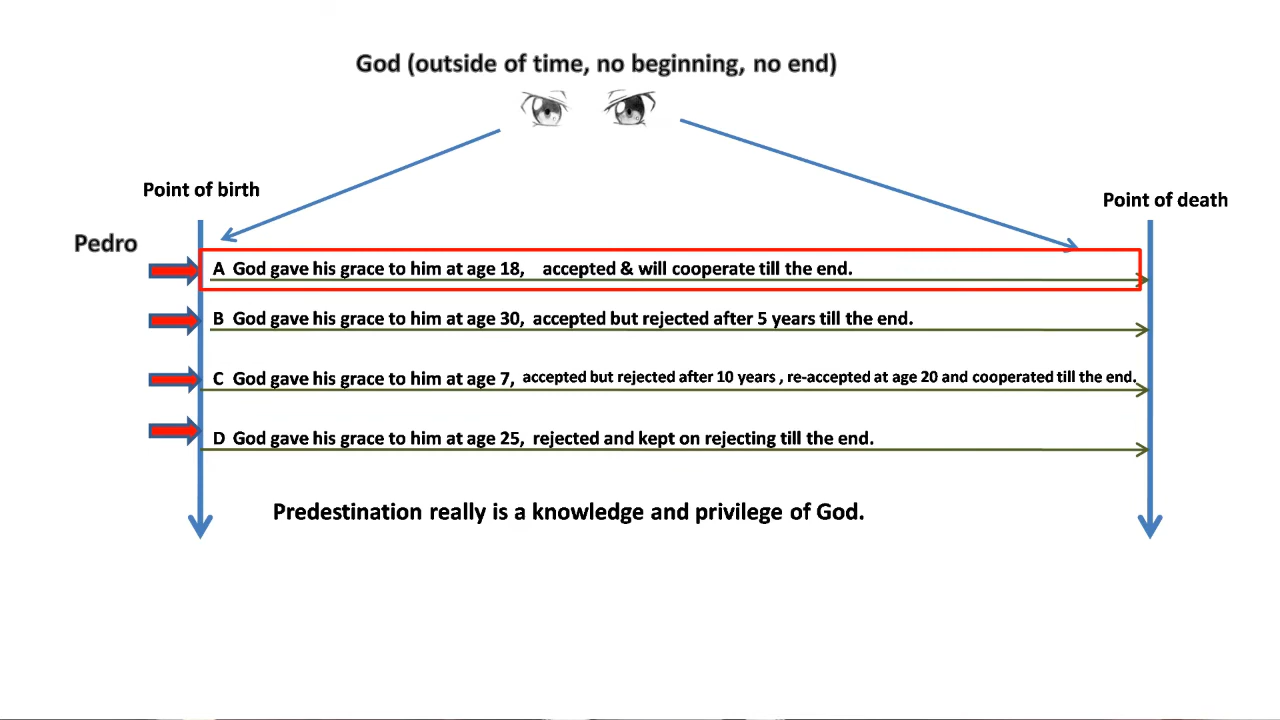 God (outside of time, no beginning, no end)
Point of birth
Point of death
Pedro
A God gave his grace to him at age 18, accepted & will cooperate till the end.
B God gave his grace to him at age 30, accepted but rejected after 5 years till the end.
C God gave his grace to him at age 7, accepted but rejected after 10 years , re-accepted at age 20 and cooperated till the end.
D God gave his grace to him at age 25, rejected and kept on rejecting till the end.
Predestination really is a knowledge and privilege of God.